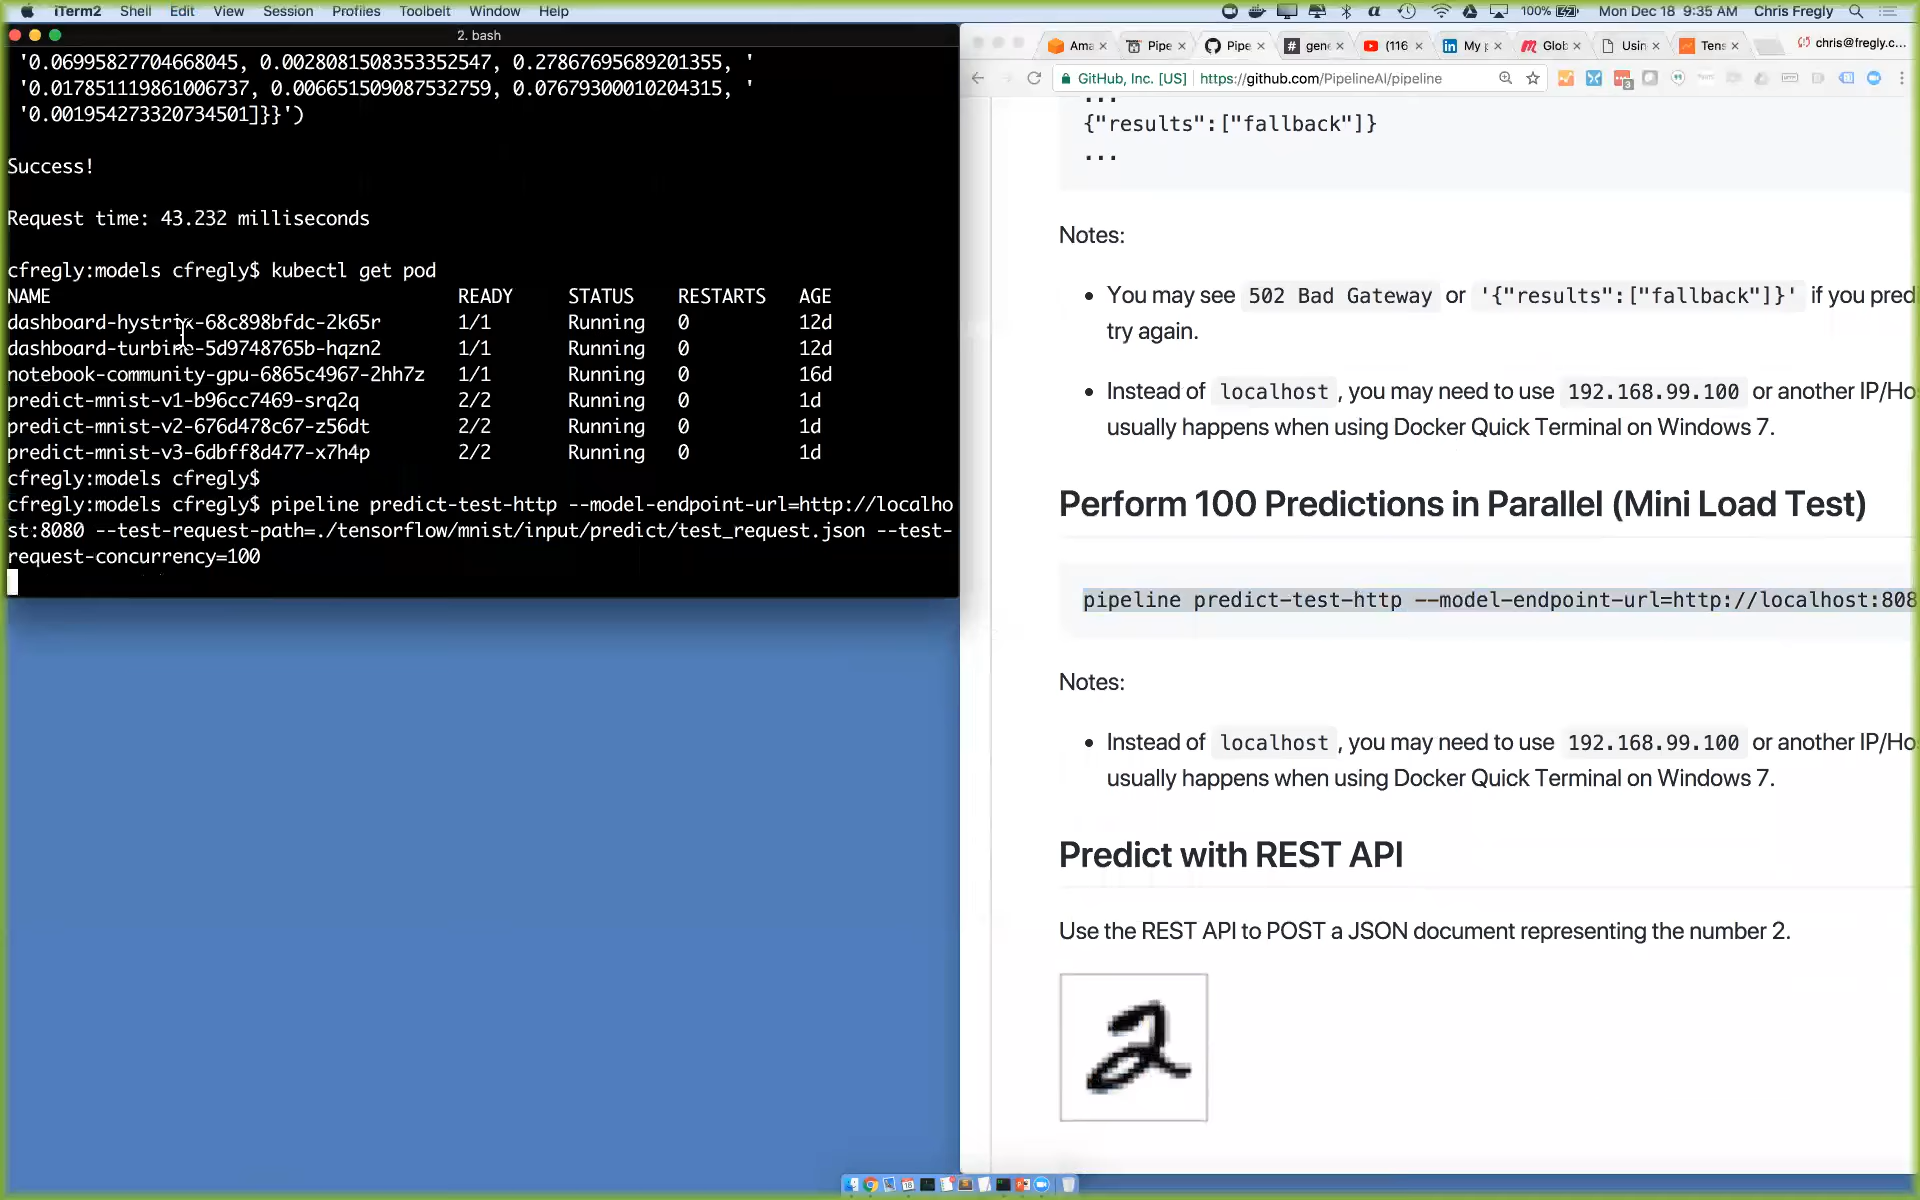 iTerm2 Shell Edit View Session Profiles Toolbelt Window Help
100% Mon Dec 18 9:35 AM Chris Fregly
2. bash
'0.06995827704668045, 0.0028081508353352547, 0.27867695689201355, '
'0.017851119861006737, 0.006651509087532759, 0.07679300010204315, '
'0.001954273320734501]}}')
Success!
Request time: 43.232 milliseconds
cfregly:models cfregly$ kubectl get pod
NAME READY STATUS RESTARTS AGE
dashboard-hystrix-68c898bfdc-2k65r 1/1 Running 0 12d
dashboard-turbine-5d9748765b-hqzn2 1/1 Running 0 12d
notebook-community-gpu-6865c4967-2hh7z 1/1 Running 0 16d
predict-mnist-v1-b96cc7469-srq2q 2/2 Running 0 1d
predict-mnist-v2-676d478c67-z56dt 2/2 Running 0 1d
predict-mnist-v3-6dbff8d477-x7h4p 2/2 Running 0 1d
cfregly:models cfregly$
cfregly:models cfregly$ pipeline predict-test-http --model-endpoint-url=http://localho
st:8080 --test-request-path=./tensorflow/mnist/input/predict/test_request.json --test-
request-concurrency=100
Ama Pipe Pipe gene (116 My p Glob Usin Tens chris@fregly.c...
GitHub, Inc. [US] https://github.com/PipelineAI/pipeline
...
{"results":["fallback"]}
...
Notes:
• You may see 502 Bad Gateway or '{"results":["fallback"]}' if you pred
try again.
• Instead of localhost , you may need to use 192.168.99.100 or another IP/Ho
usually happens when using Docker Quick Terminal on Windows 7.
Perform 100 Predictions in Parallel (Mini Load Test)
pipeline predict-test-http --model-endpoint-url=http://localhost:808
Notes:
• Instead of localhost , you may need to use 192.168.99.100 or another IP/Ho
usually happens when using Docker Quick Terminal on Windows 7.
Predict with REST API
Use the REST API to POST a JSON document representing the number 2.
2